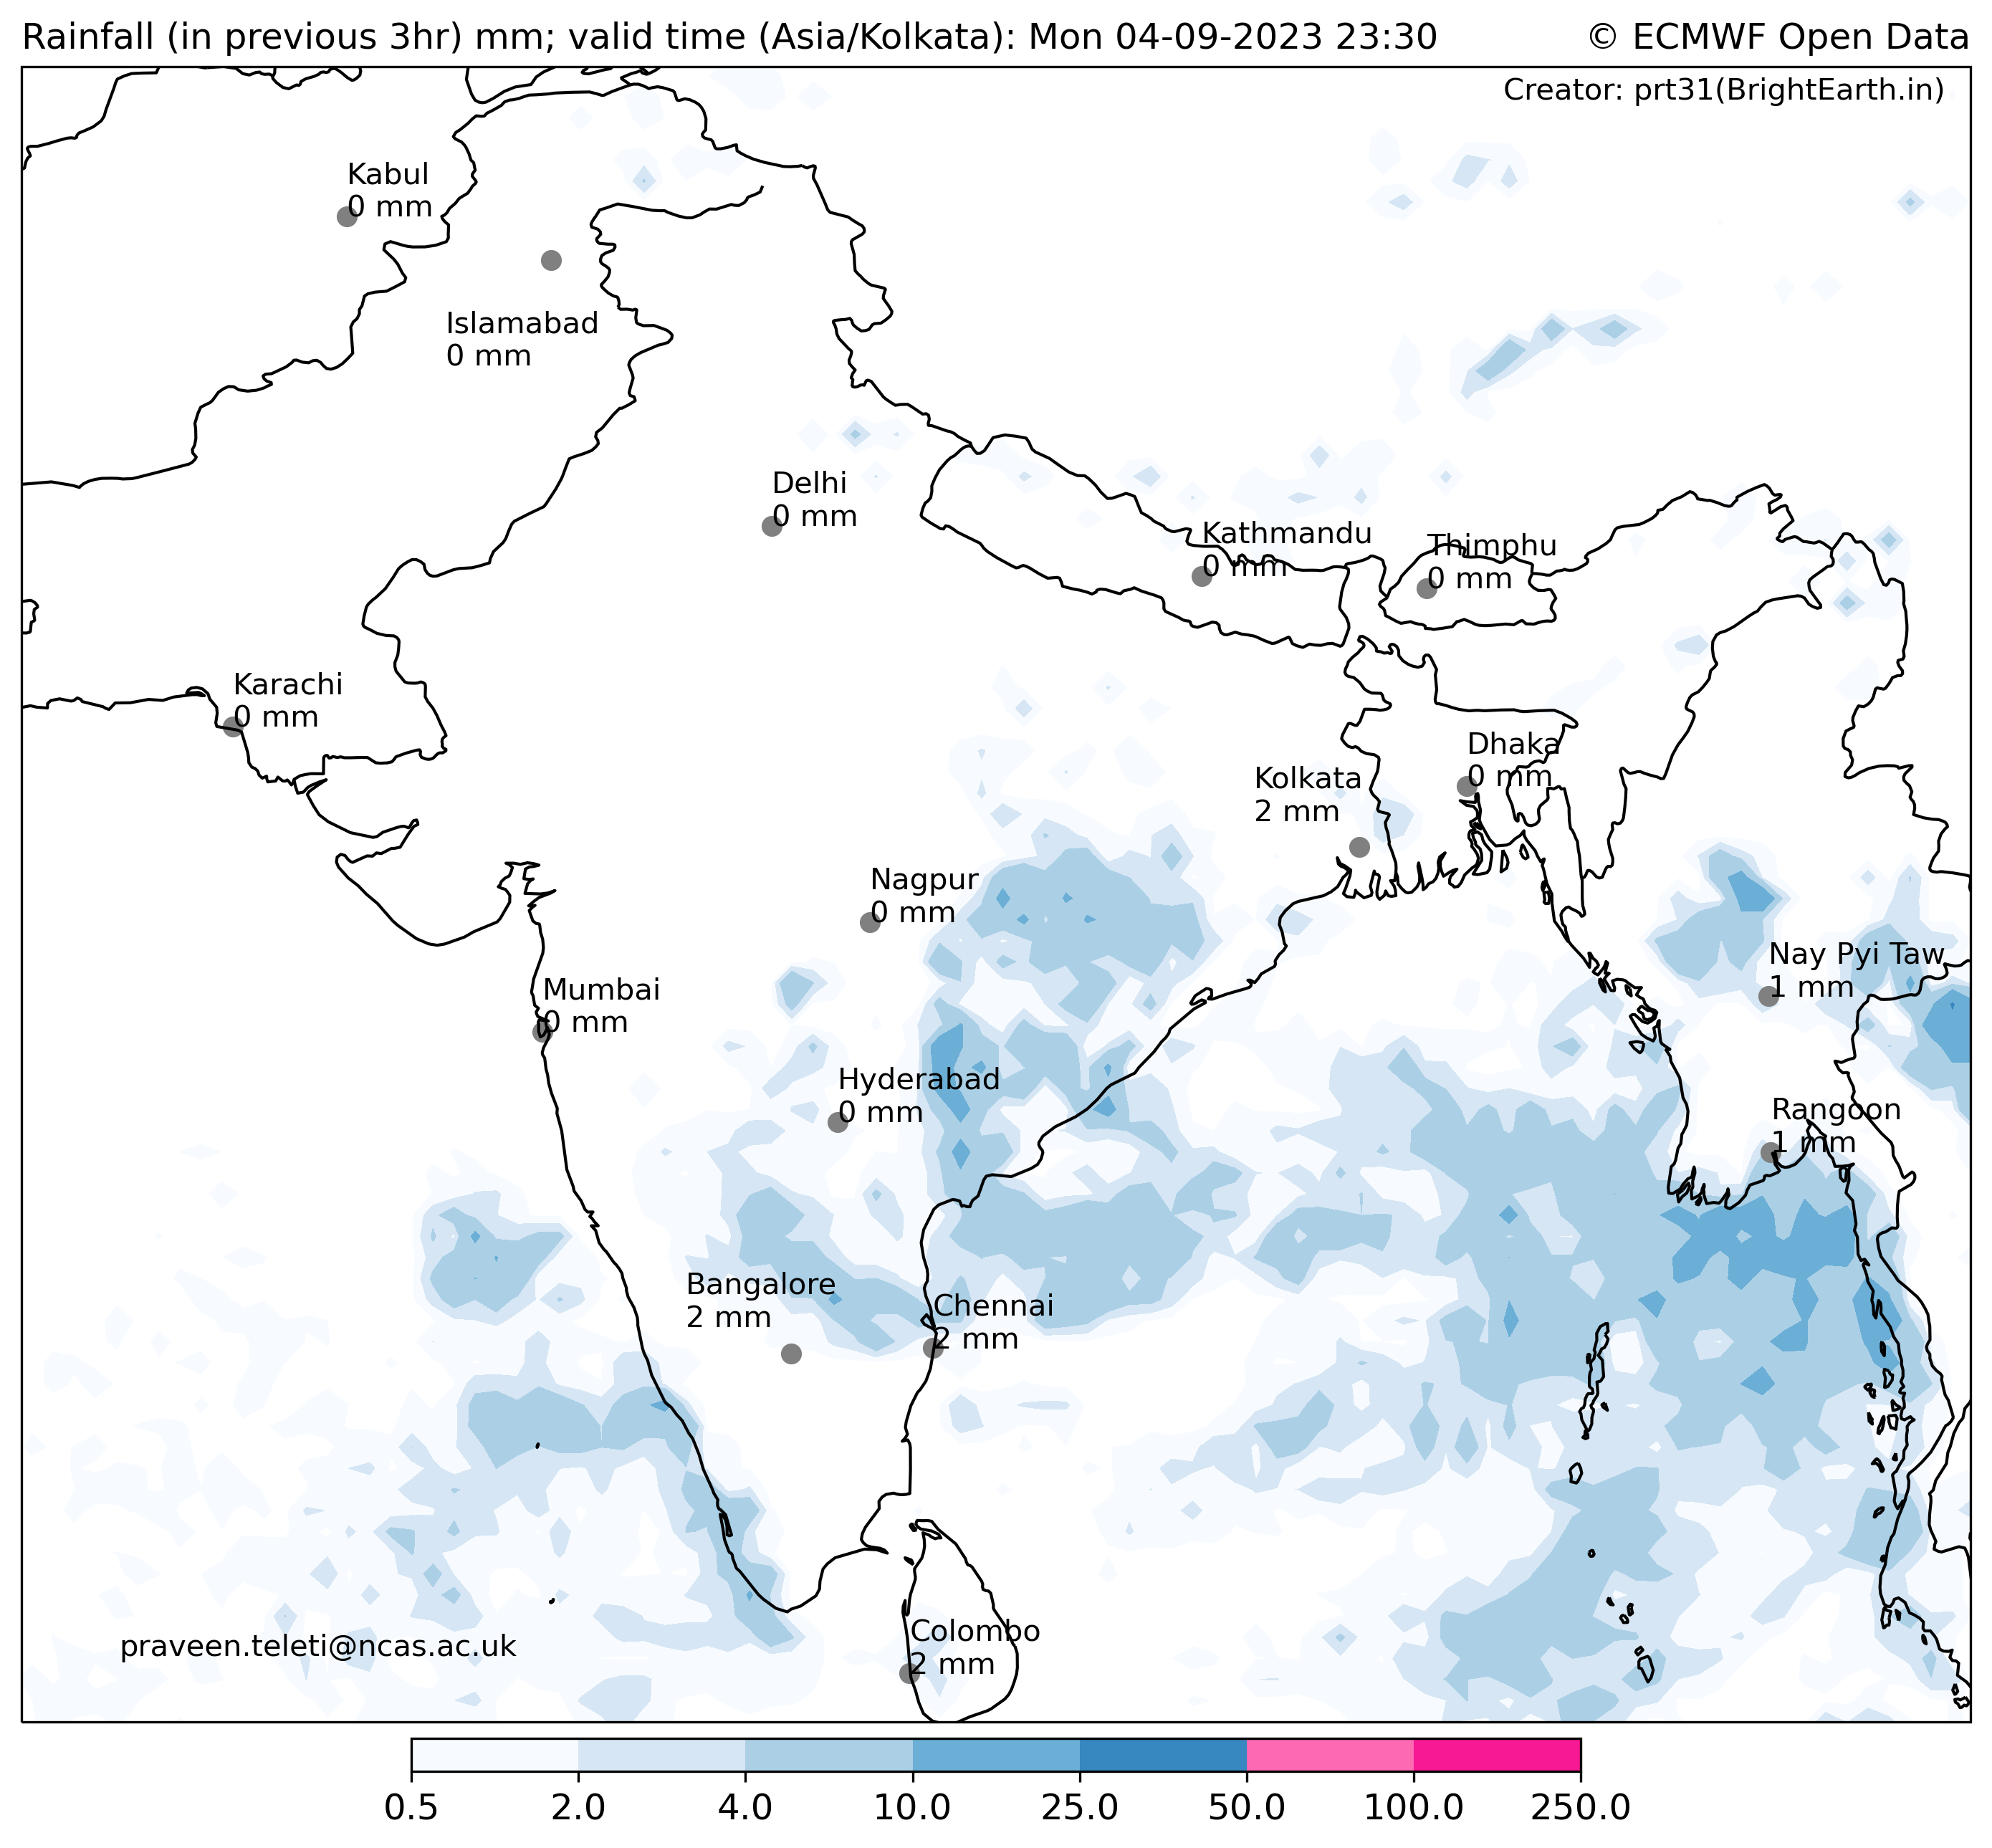 Rainfall (in previous 3hr) mm; valid time (Asia/Kolkata): Mon 04-09-2023 23:30
© ECMWF Open Data
Creator: prt31(BrightEarth.in)
Kabul
0 mm
Islamabad
0 mm
Delhi
0 mm
Kathmandu
0 mm
Thimphu
0 mm
Karachi
0 mm
Dhaka
0 mm
Kolkata
2 mm
Nagpur
0 mm
Nay Pyi Taw
1 mm
Mumbai
0 mm
Hyderabad
0 mm
Rangoon
1 mm
Bangalore
2 mm
Chennai
2 mm
Colombo
2 mm
praveen.teleti@ncas.ac.uk
0.5 2.0 4.0 10.0 25.0 50.0 100.0 250.0